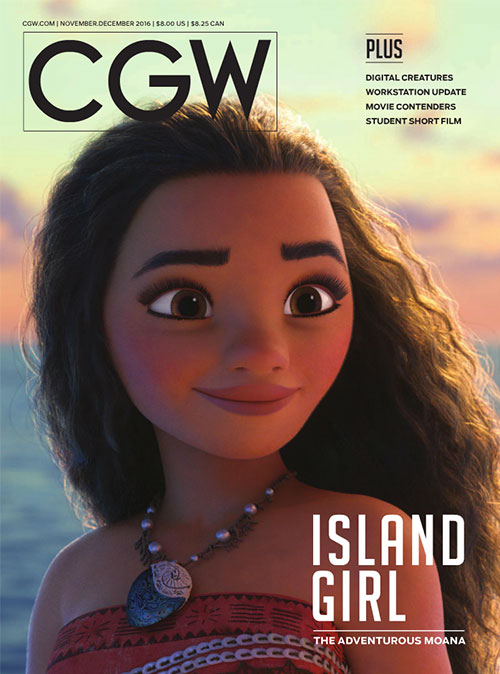 CGW.COM | NOVEMBER.DECEMBER 2016 | $8.00 US | $8.25 CAN
CGW
PLUS
DIGITAL CREATURES
WORKSTATION UPDATE
MOVIE CONTENDERS
STUDENT SHORT FILM
ISLAND
GIRL
THE ADVENTUROUS MOANA